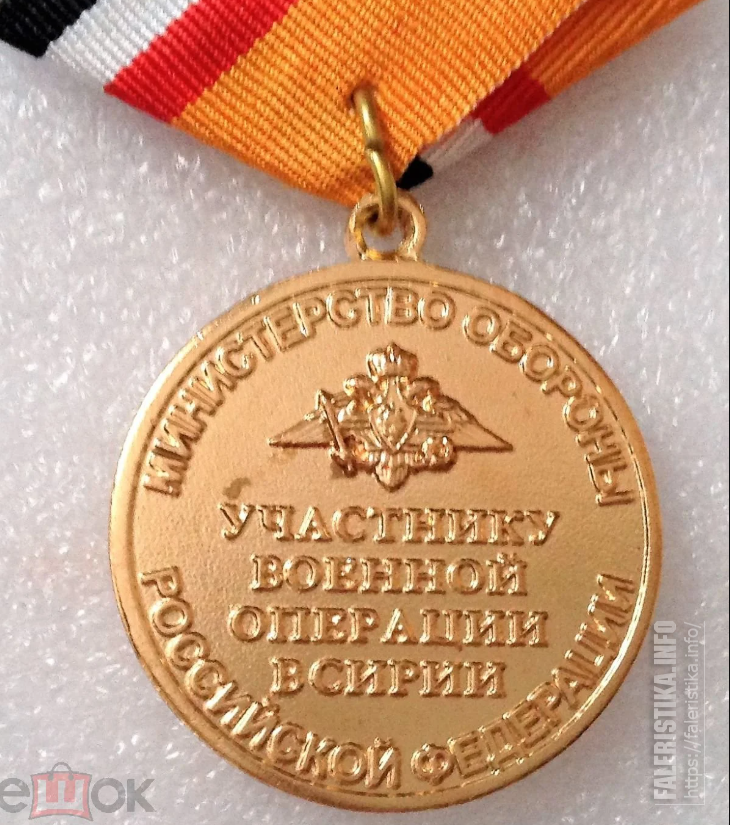 МИНИСТЕРСТВО ОБОРОНЫ
УЧАСТНИКУ
ВОЕННОЙ
ОПЕРАЦИИ
В СИРИИ
РОССИЙСКОЙ ФЕДЕРАЦИИ
FALERISTIKA.INFO
https://faleristika.info/
ешок